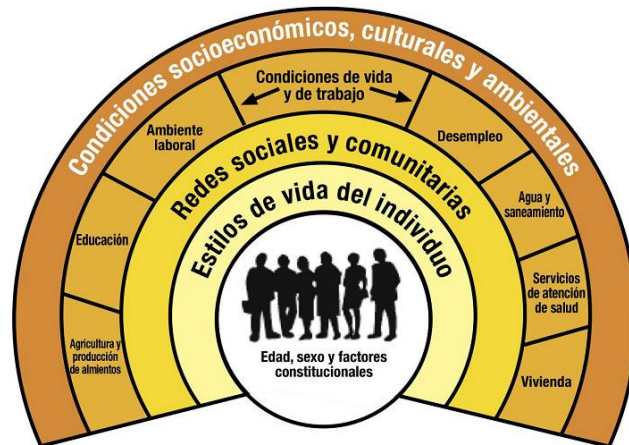 Condiciones socioeconómicos, culturales y ambientales
Condiciones de vida
y de trabajo
Ambiente
laboral
Desempleo
Redes sociales y comunitarias
Agua y
saneamiento
Estilos de vida del individuo
Educación
Servicios
de atención
de salud
Agricultura y
producción
de almientos
Edad, sexo y factores
constitucionales
Vivienda